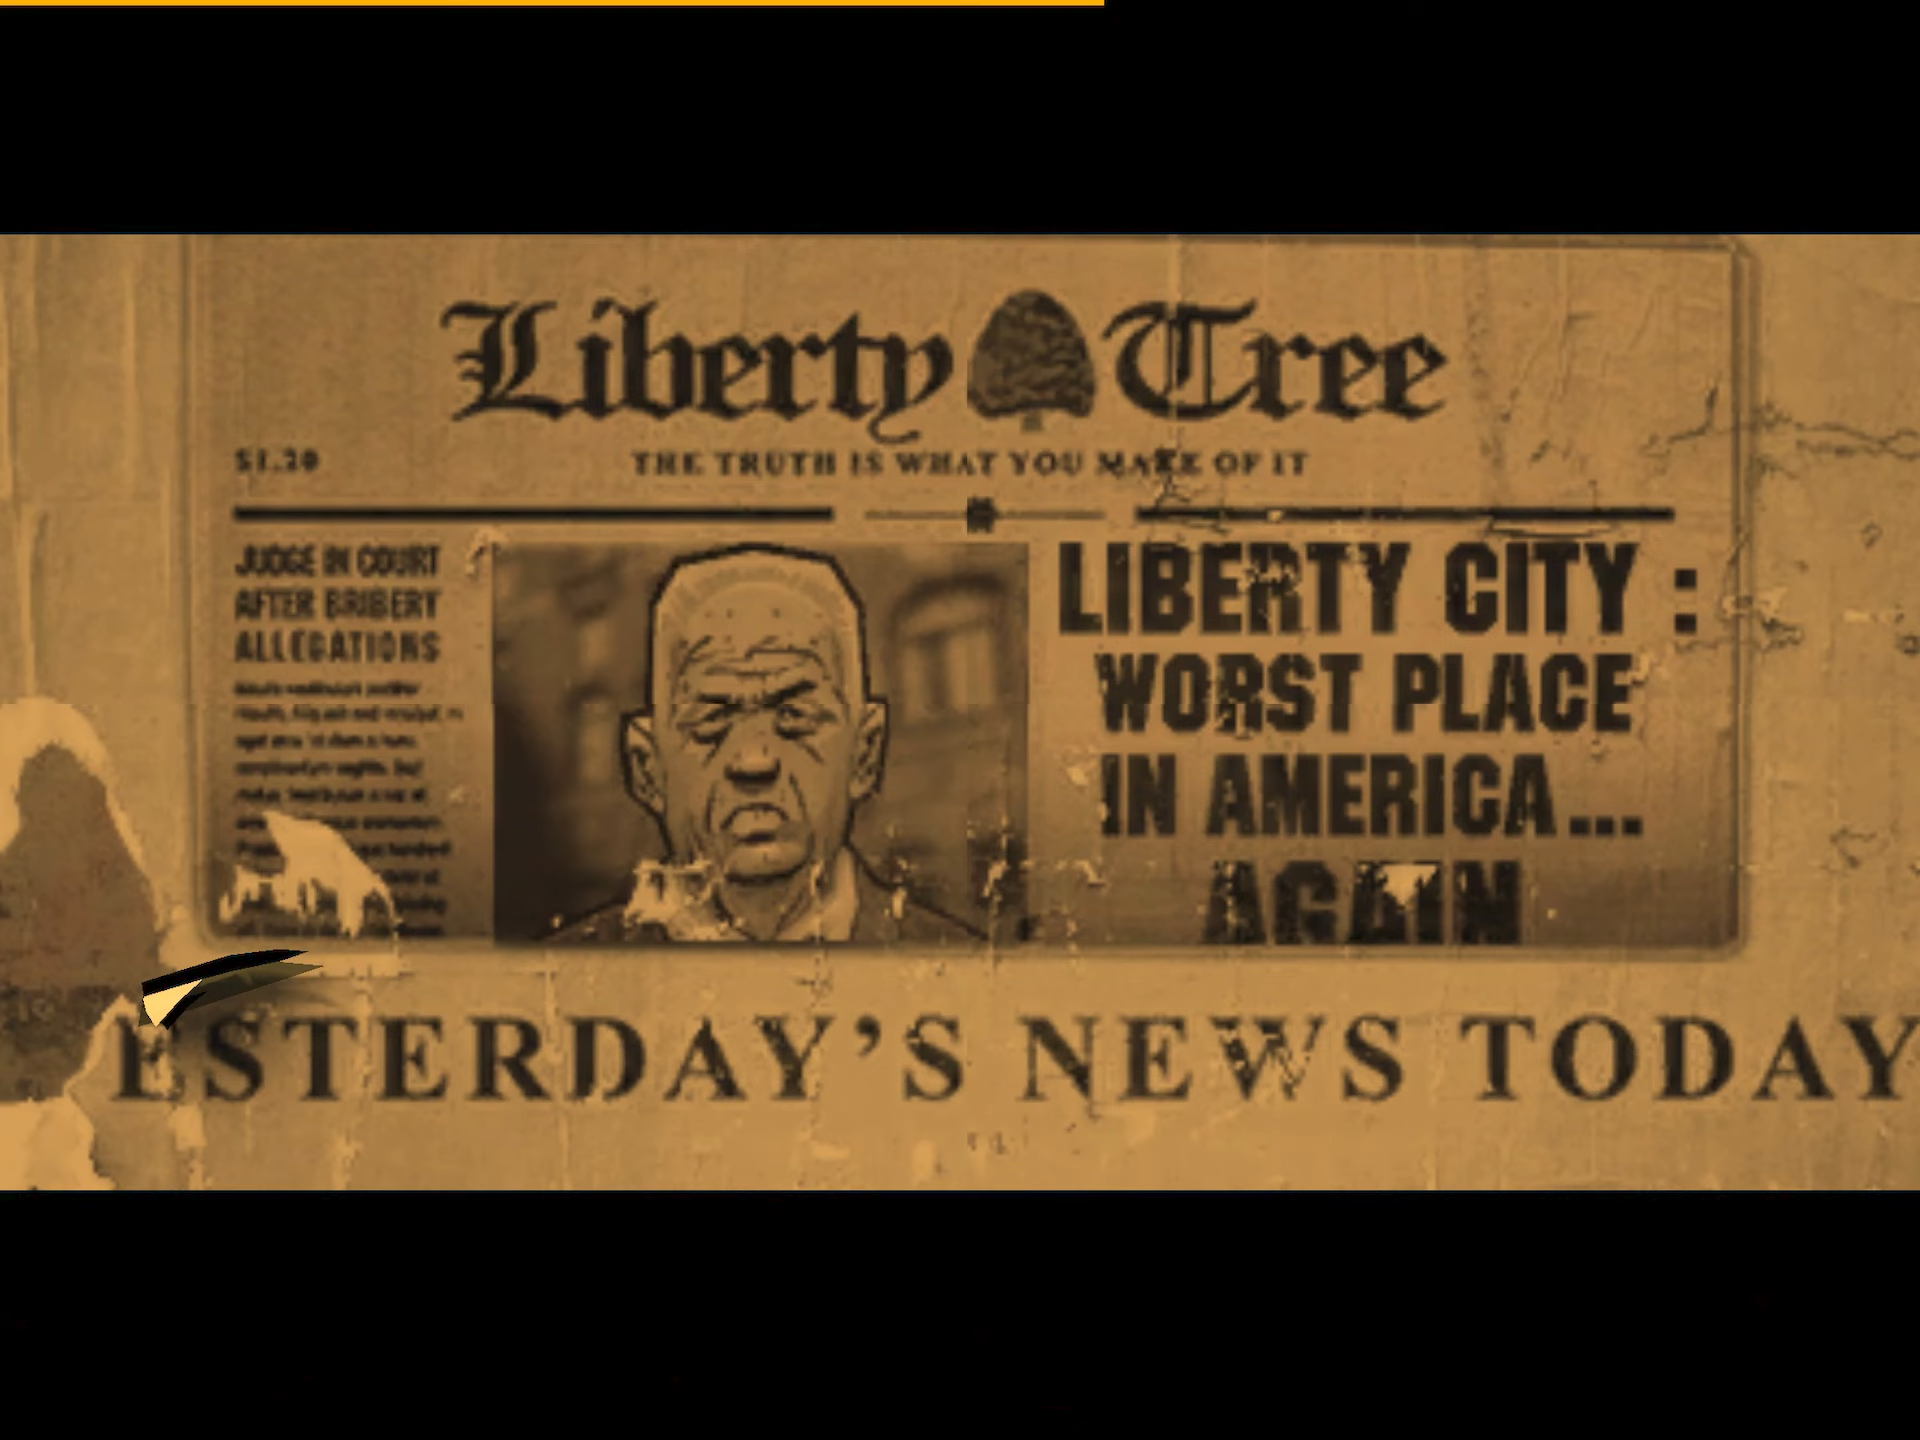 Liberty Tree
$1.20
THE TRUTH IS WHAT YOU MAKE OF IT
JUDGE IN COURT
AFTER BRIBERY
ALLEGATIONS
LIBERTY CITY :
WORST PLACE
IN AMERICA...
AGAIN
ESTERDAY'S NEWS TODAY